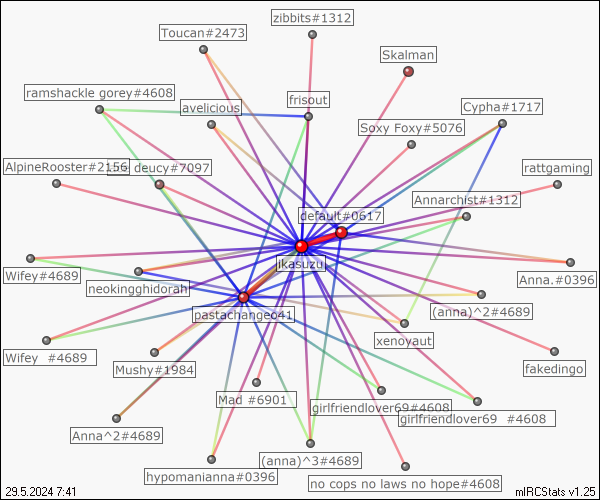 zibbits#1312
Toucan#2473
Skalman
ramshackle gorey#4608
frisout
avelicious
Cypha#1717
Soxy Foxy#5076
AlpineRooster#2156
deucy#7097
rattgaming
Annarchist#1312
default#0617
jkasuzu
Wifey#4689
neokingghidorah
Anna.#0396
(anna)^2#4689
pastachangeo41
xenoyaut
Wifey #4689
Mushy#1984
fakedingo
Mad #6901
girlfriendlover69#4608
girlfriendlover69 #4608
Anna^2#4689
(anna)^3#4689
hypomanianna#0396
no cops no laws no hope#4608
29.5.2024 7:41
mIRCStats v1.25